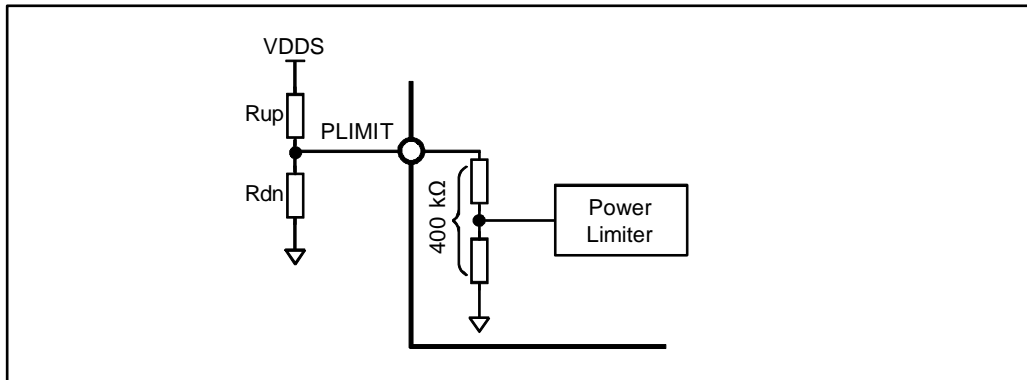 VDDS
Rup
PLIMIT
Rdn
400 kΩ
Power
Limiter